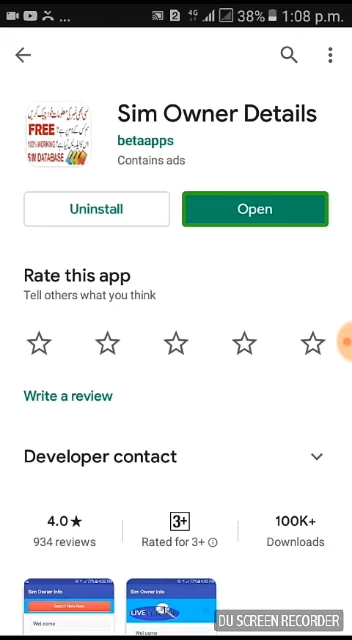 4G
38%
1:08 p.m.
FREE
SIM DATABASE
Sim Owner Details
betaapps
Contains ads
Uninstall
Open
Rate this app
Tell others what you think
Write a review
Developer contact
4.0★
934 reviews
3+
Rated for 3+
100K+
Downloads
Sim Owner Info
Welcome
Sim Owner Info
LIVE
Welcome
DU SCREEN RECORDER